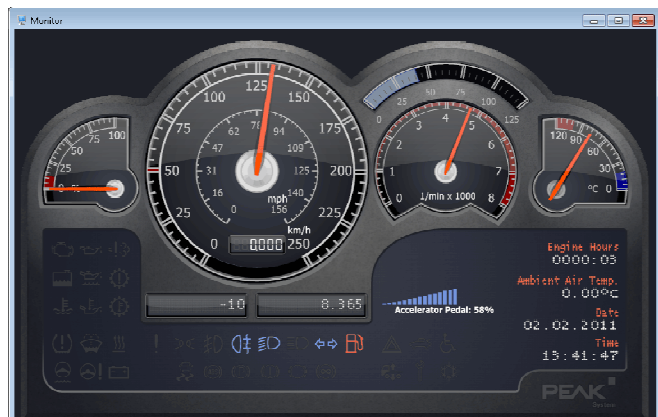 Munitor
100 125 150
75 175
50 200
25 225
0 250
62 78 94
47 109
31 125
16 140
0 156
mph
km/h
0.000
25 50 75 100
0 %
0 25 50 75 100 125
0 1 2 3 4 5 6 7 8
1/min x 1000
120 90 60 30 0
°C
-10 8.365
Accelerator Pedal: 58%
Engine Hours
0000:03
Ambient Air Temp.
0.00°C
Date
02.02.2011
Time
13:41:47
PEAK
System